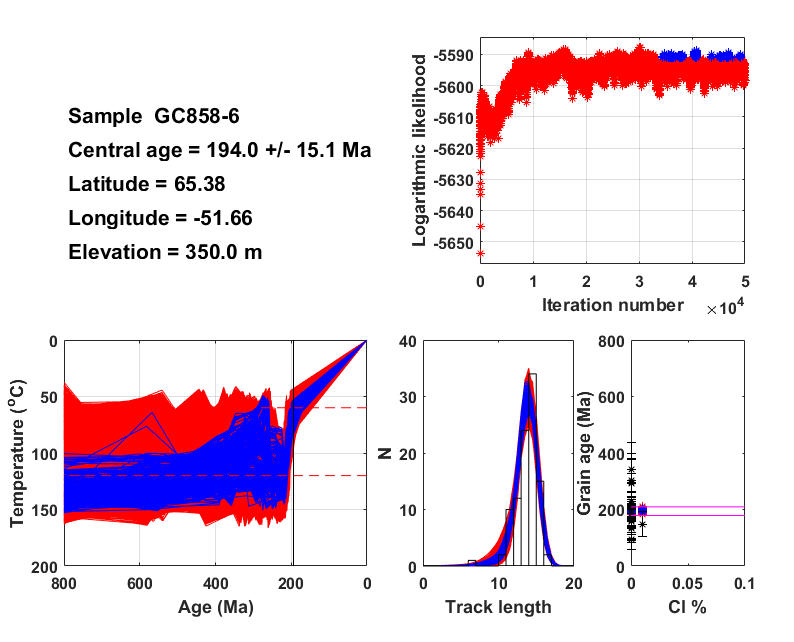 Sample  GC858-6
Central age = 194.0 +/- 15.1 Ma
Latitude = 65.38
Longitude = -51.66
Elevation = 350.0 m
Logarithmic likelihood
-5590
-5600
-5610
-5620
-5630
-5640
-5650
0 1 2 3 4 5
Iteration number ×10^4
Temperature (°C)
0
50
100
150
200
800 600 400 200 0
Age (Ma)
N
40
30
20
10
0
0 10 20
Track length
Grain age (Ma)
800
600
400
200
0
0 0.05 0.1
Cl %